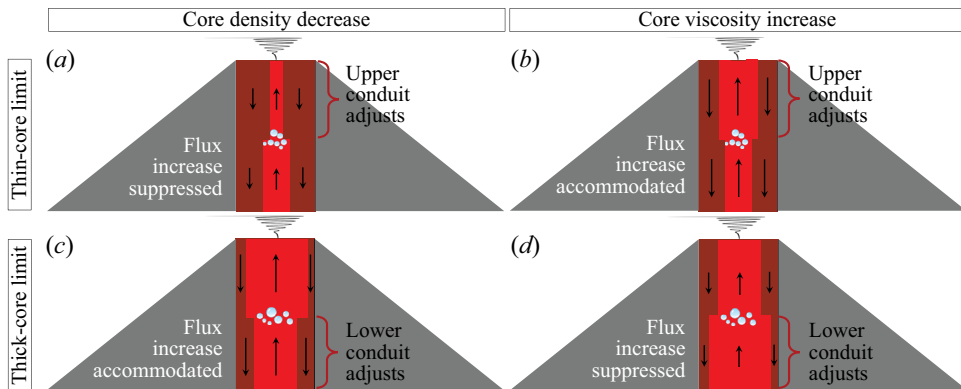 Core density decrease
Core viscosity increase
Thin-core limit
(a)
Upper
conduit
adjusts
Flux
increase
suppressed
(b)
Upper
conduit
adjusts
Flux
increase
accommodated
Thick-core limit
(c)
Flux
increase
accommodated
Lower
conduit
adjusts
(d)
Flux
increase
suppressed
Lower
conduit
adjusts